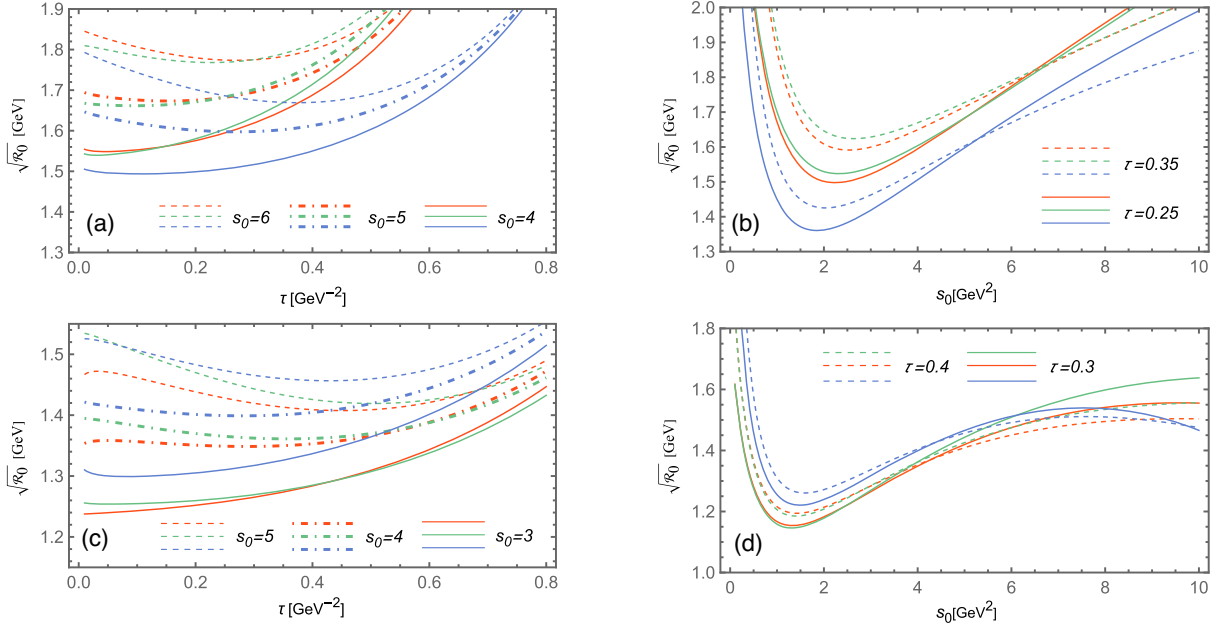 1.9
1.8
1.7
1.6
1.5
1.4
1.3
√R₀ [GeV]
(a)
s₀=6
s₀=5
s₀=4
0.0 0.2 0.4 0.6 0.8
τ [GeV⁻²]
2.0
1.9
1.8
1.7
1.6
1.5
1.4
1.3
√R₀ [GeV]
(b)
τ=0.35
τ=0.25
0 2 4 6 8 10
s₀[GeV²]
1.5
1.4
1.3
1.2
√R₀ [GeV]
(c)
s₀=5
s₀=4
s₀=3
0.0 0.2 0.4 0.6 0.8
τ [GeV⁻²]
1.8
1.6
1.4
1.2
1.0
√R₀ [GeV]
τ=0.4
τ=0.3
(d)
0 2 4 6 8 10
s₀[GeV²]